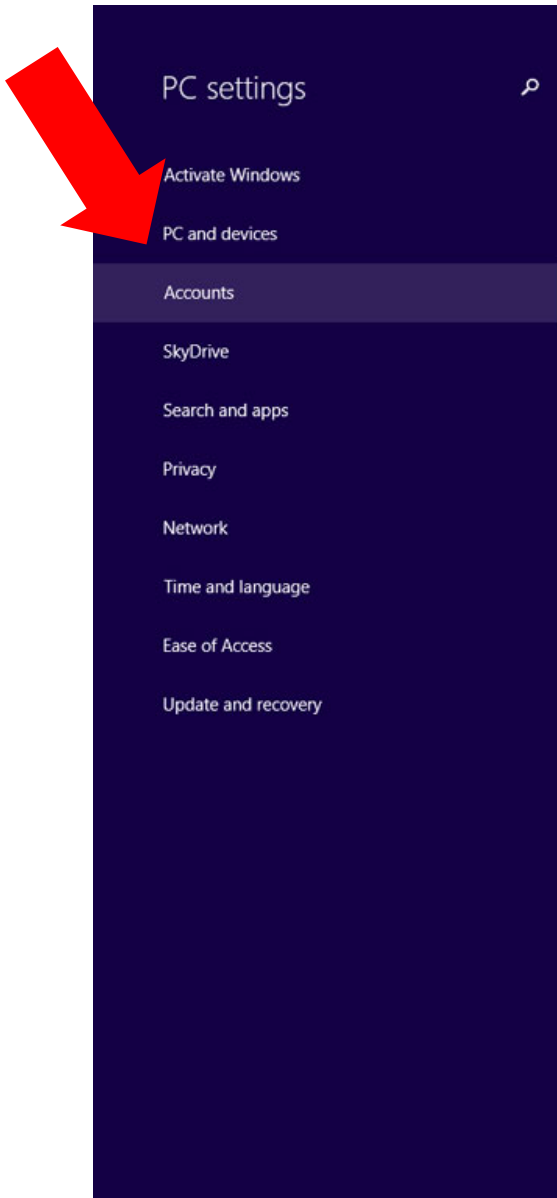 PC settings
Activate Windows
PC and devices
Accounts
SkyDrive
Search and apps
Privacy
Network
Time and language
Ease of Access
Update and recovery